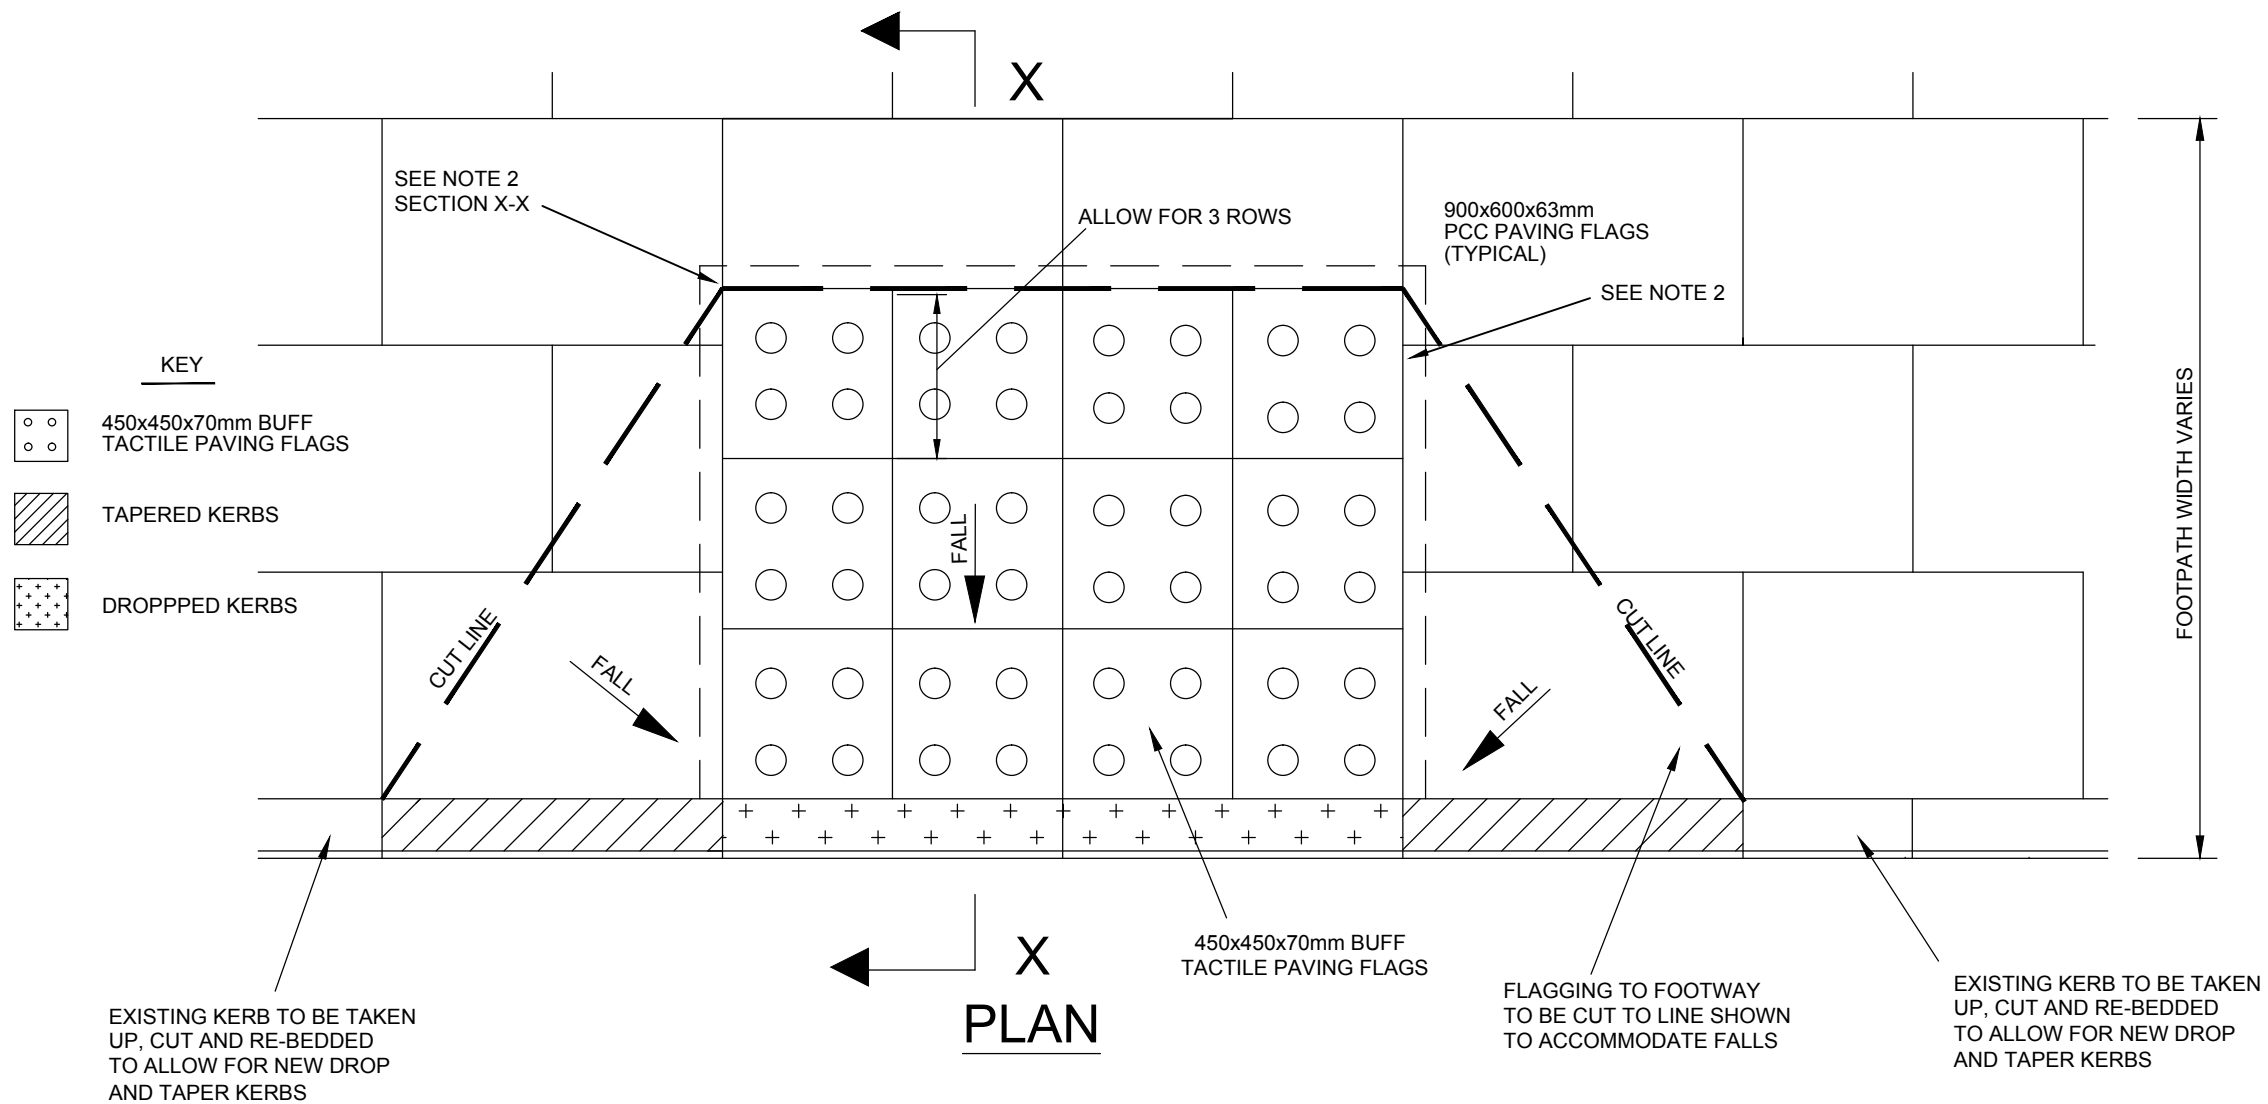 X
SEE NOTE 2
SECTION X-X
ALLOW FOR 3 ROWS
900x600x63mm
PCC PAVING FLAGS
(TYPICAL)
SEE NOTE 2
KEY
450x450x70mm BUFF
TACTILE PAVING FLAGS
TAPERED KERBS
DROPPPED KERBS
FOOTPATH WIDTH VARIES
FALL
CUT LINE
FALL
FALL
CUT LINE
X
PLAN
450x450x70mm BUFF
TACTILE PAVING FLAGS
EXISTING KERB TO BE TAKEN
UP, CUT AND RE-BEDDED
TO ALLOW FOR NEW DROP
AND TAPER KERBS
FLAGGING TO FOOTWAY
TO BE CUT TO LINE SHOWN
TO ACCOMMODATE FALLS
EXISTING KERB TO BE TAKEN
UP, CUT AND RE-BEDDED
TO ALLOW FOR NEW DROP
AND TAPER KERBS